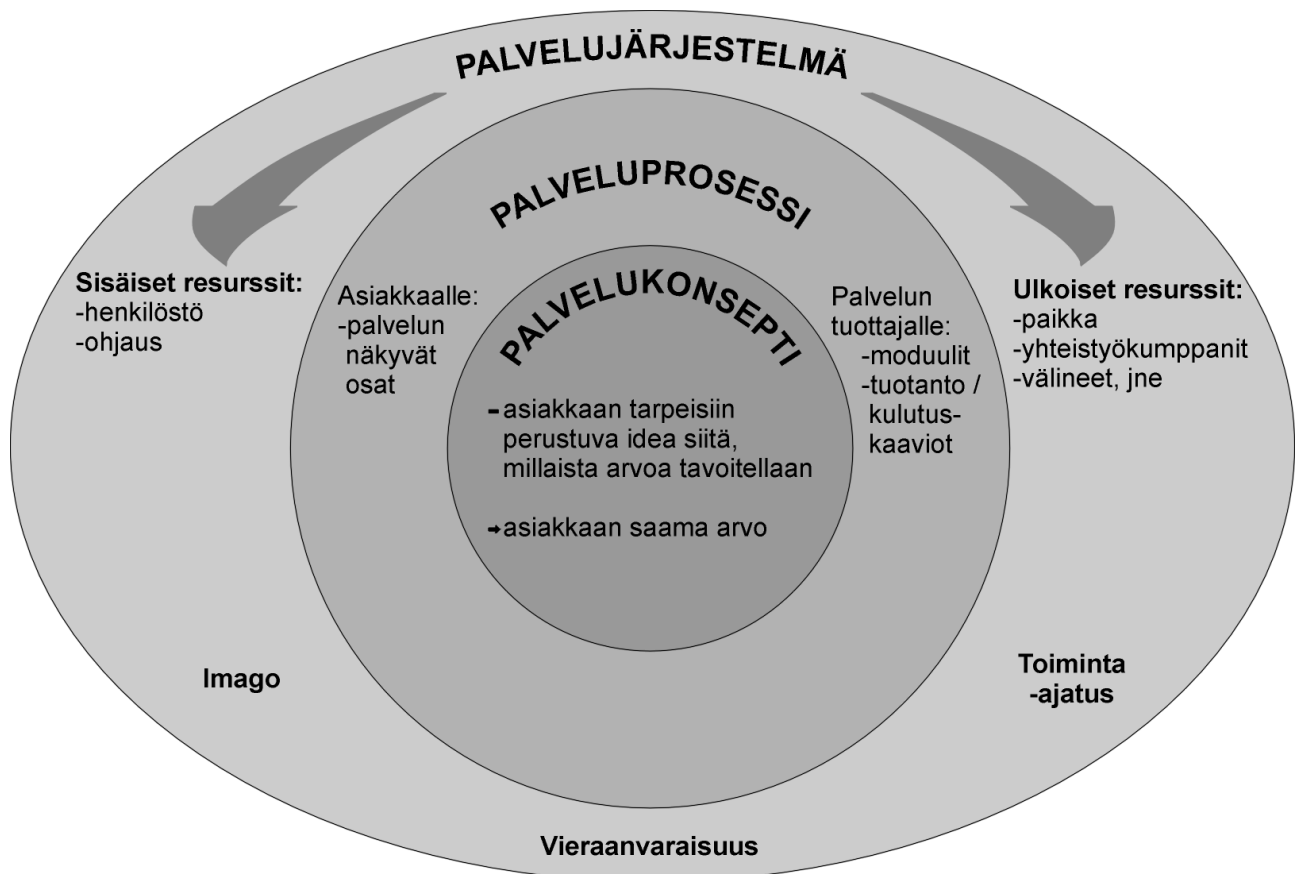 PALVELUJÄRJESTELMÄ
PALVELUPROSESSI
PALVELUKONSEPTI
Sisäiset resurssit:
-henkilöstö
-ohjaus
Asiakkaalle:
-palvelun
näkyvät
osat
- asiakkaan tarpeisiin
perustuva idea siitä,
millaista arvoa tavoitellaan
→ asiakkaan saama arvo
Palvelun
tuottajalle:
-moduulit
-tuotanto /
kulutus-
kaaviot
Ulkoiset resurssit:
-paikka
-yhteistyökumppanit
-välineet, jne
Imago
Toiminta
-ajatus
Vieraanvaraisuus